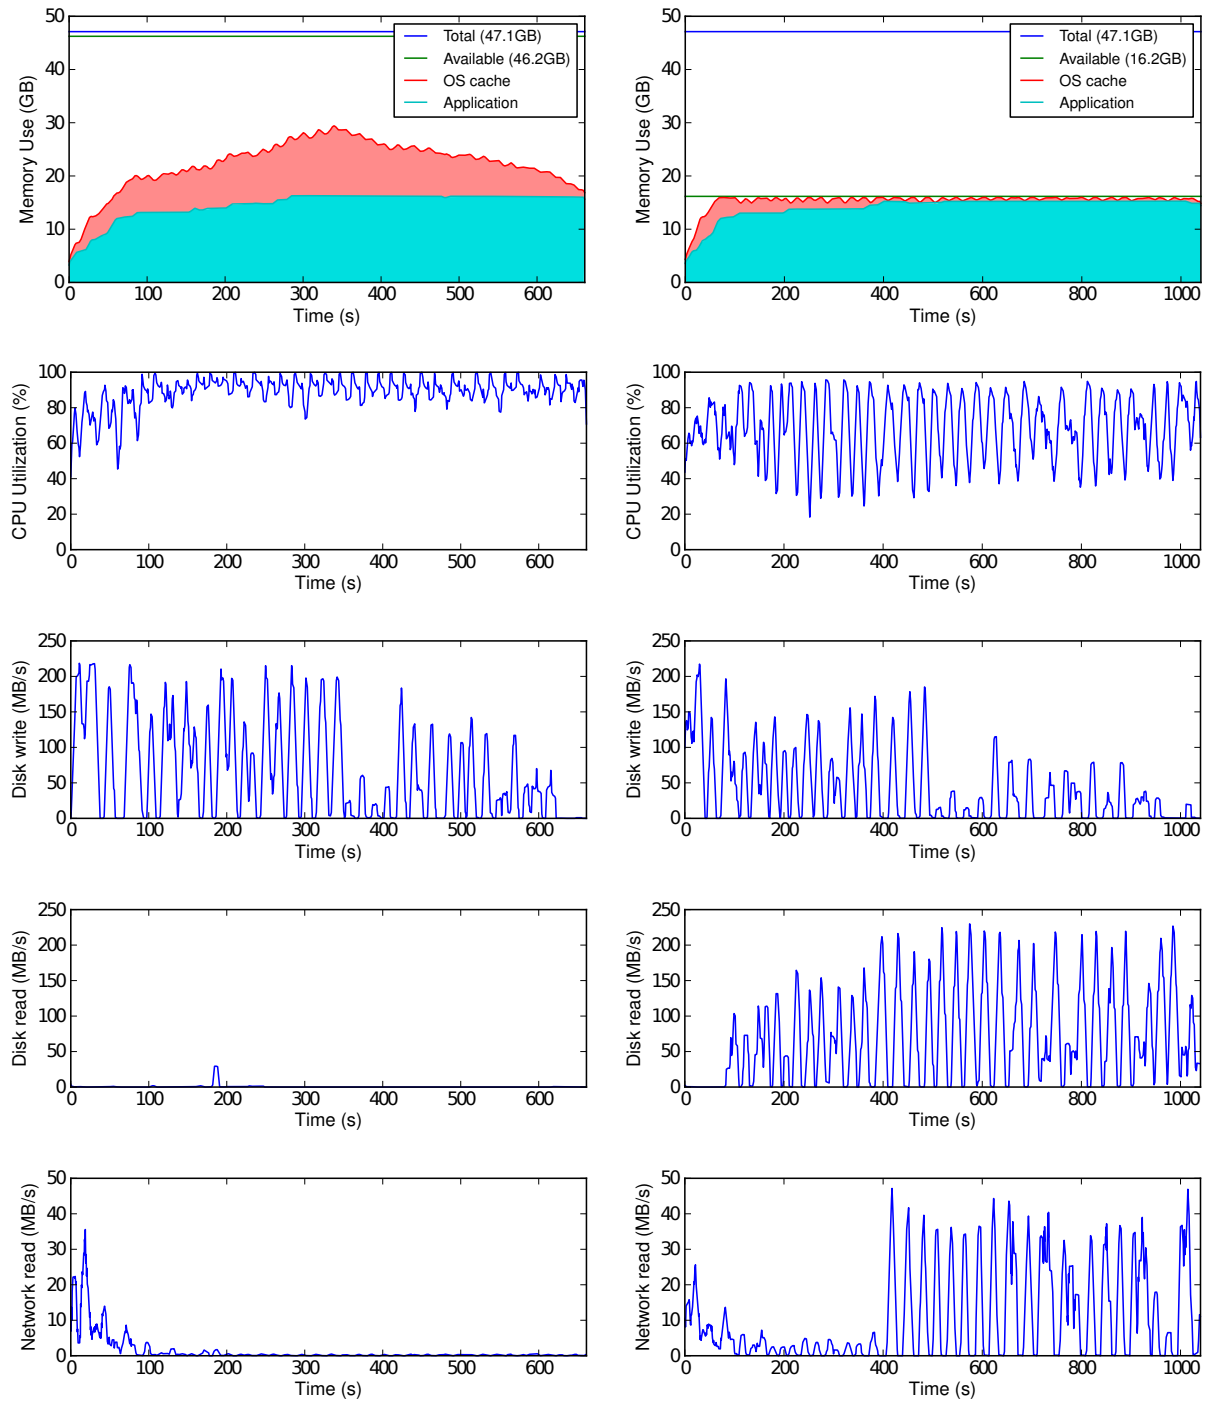 50
40
30
20
10
0
Memory Use (GB)
Total (47.1GB)
Available (46.2GB)
OS cache
Application
0 100 200 300 400 500 600
Time (s)
50
40
30
20
10
0
Memory Use (GB)
Total (47.1GB)
Available (16.2GB)
OS cache
Application
0 200 400 600 800 1000
Time (s)
100
80
60
40
20
0
CPU Utilization (%)
0 100 200 300 400 500 600
Time (s)
100
80
60
40
20
0
CPU Utilization (%)
0 200 400 600 800 1000
Time (s)
250
200
150
100
50
0
Disk write (MB/s)
0 100 200 300 400 500 600
Time (s)
250
200
150
100
50
0
Disk write (MB/s)
0 200 400 600 800 1000
Time (s)
250
200
150
100
50
0
Disk read (MB/s)
0 100 200 300 400 500 600
Time (s)
250
200
150
100
50
0
Disk read (MB/s)
0 200 400 600 800 1000
Time (s)
50
40
30
20
10
0
Network read (MB/s)
0 100 200 300 400 500 600
Time (s)
50
40
30
20
10
0
Network read (MB/s)
0 200 400 600 800 1000
Time (s)